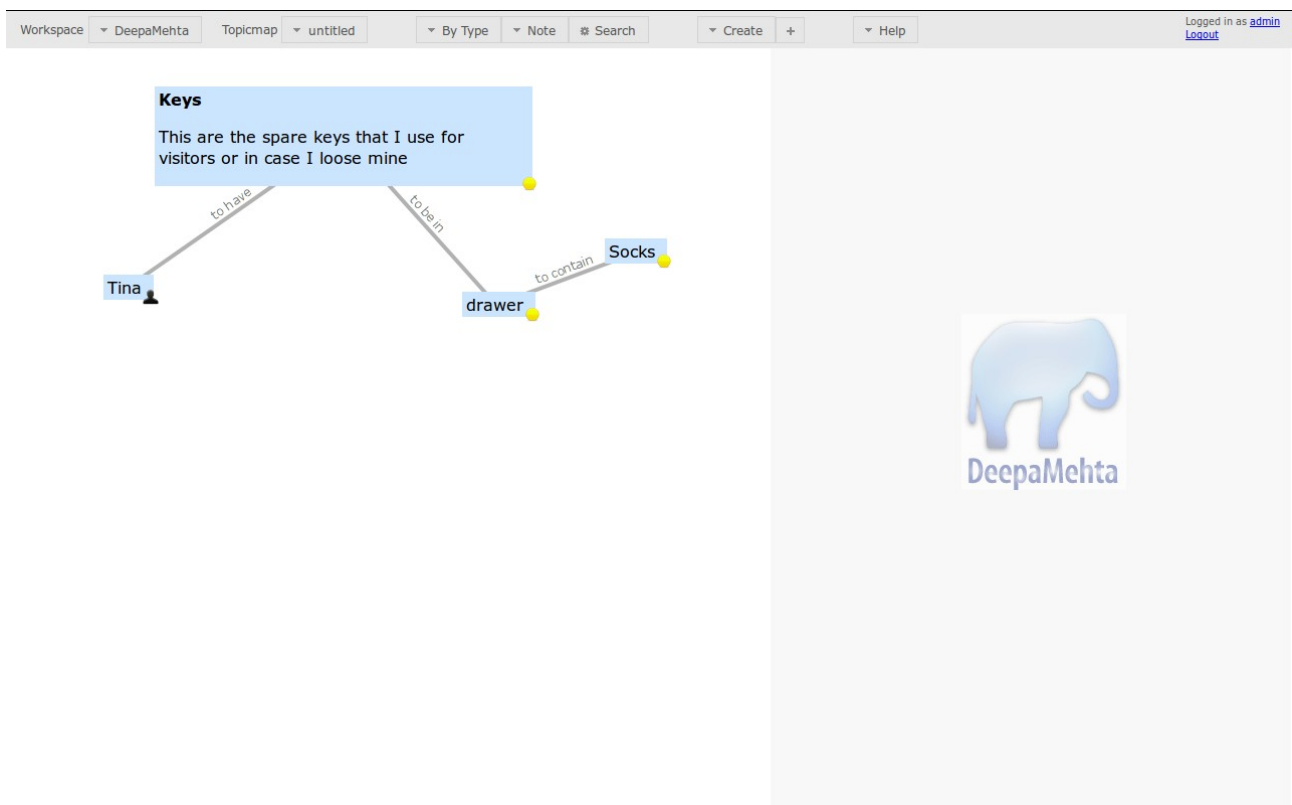 Workspace DeepaMehta Topicmap untitled By Type Note Search Create + Help
Logged in as admin
Logout
Keys
This are the spare keys that I use for
visitors or in case I loose mine
to have
to be in
Socks
to contain
Tina
drawer
DeepaMehta